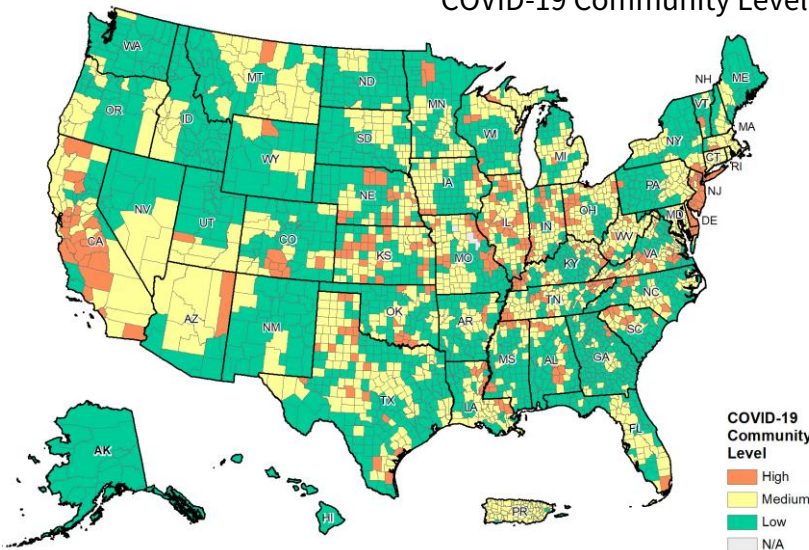 COVID-19 Community Level
WA
MT
ND
MN
OR
ID
WY
SD
WI
MI
NY
VT
NH
ME
MA
CT
RI
NV
UT
CO
NE
IA
IL
IN
OH
PA
NJ
MD
DE
CA
KS
MO
KY
WV
VA
AZ
NM
OK
AR
TN
NC
SC
TX
LA
MS
AL
GA
FL
AK
HI
PR
COVID-19
Community
Level
High
Medium
Low
N/A